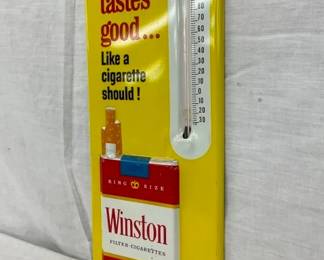 tastes
good...
Like a
cigarette
should!
KING SIZE
Winston
FILTER-CIGARETTES
80
70
60
50
40
30
20
10
0
10
20
30